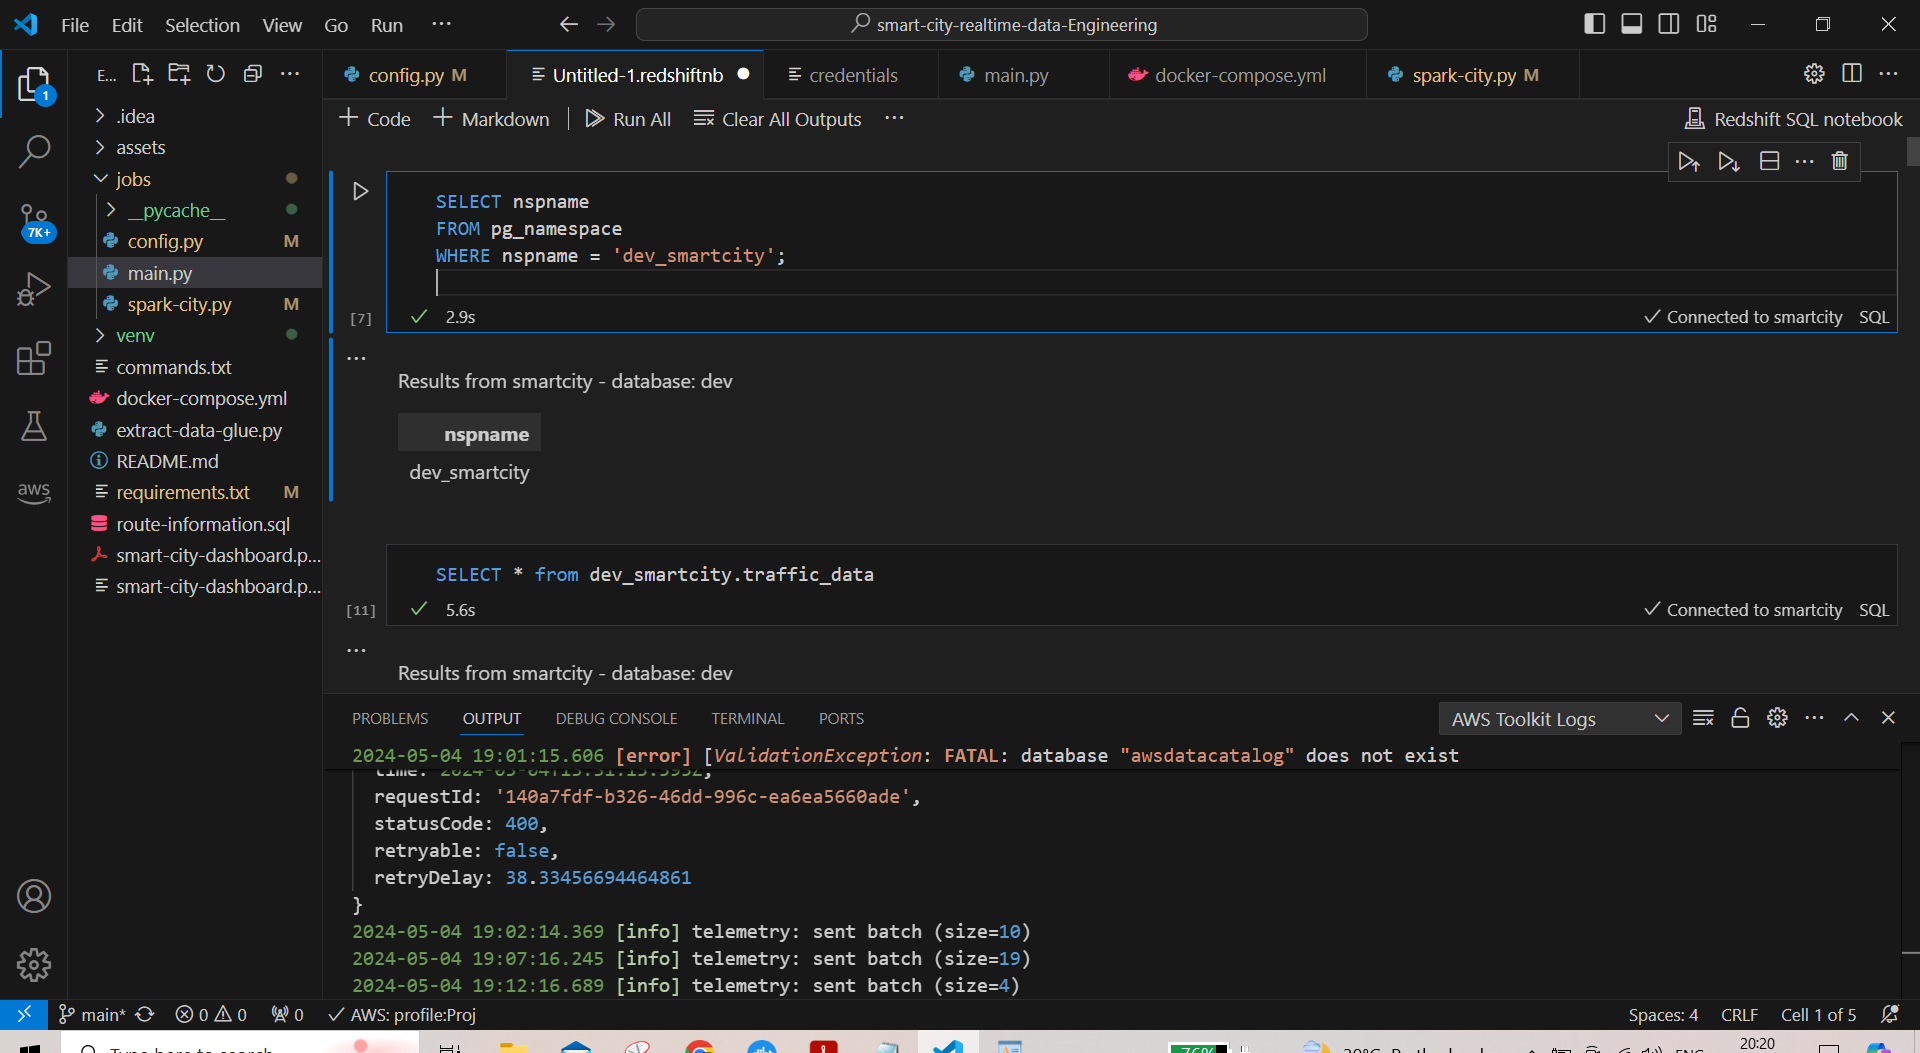 File Edit Selection View Go Run ···
smart-city-realtime-data-Engineering
E... ···
config.py M
Untitled-1.redshiftnb
credentials
main.py
docker-compose.yml
spark-city.py M
+ Code + Markdown Run All Clear All Outputs ···
Redshift SQL notebook
1
7K+
aws
.idea
assets
jobs
__pycache__
config.py M
main.py
spark-city.py M
venv
commands.txt
docker-compose.yml
extract-data-glue.py
README.md
requirements.txt M
route-information.sql
smart-city-dashboard.p...
smart-city-dashboard.p...
SELECT nspname
FROM pg_namespace
WHERE nspname = 'dev_smartcity';
[7] 2.9s Connected to smartcity SQL
Results from smartcity - database: dev
nspname
dev_smartcity
SELECT * from dev_smartcity.traffic_data
[11] 5.6s Connected to smartcity SQL
Results from smartcity - database: dev
PROBLEMS OUTPUT DEBUG CONSOLE TERMINAL PORTS
AWS Toolkit Logs
2024-05-04 19:01:15.606 [error] [ValidationException: FATAL: database "awsdatacatalog" does not exist
requestId: '140a7fdf-b326-46dd-996c-ea6ea5660ade',
statusCode: 400,
retryable: false,
retryDelay: 38.33456694464861
}
2024-05-04 19:02:14.369 [info] telemetry: sent batch (size=10)
2024-05-04 19:07:16.245 [info] telemetry: sent batch (size=19)
2024-05-04 19:12:16.689 [info] telemetry: sent batch (size=4)
main* 0 0 0 AWS: profile:Proj
Spaces: 4 CRLF Cell 1 of 5
Type here to search
76%
20:20